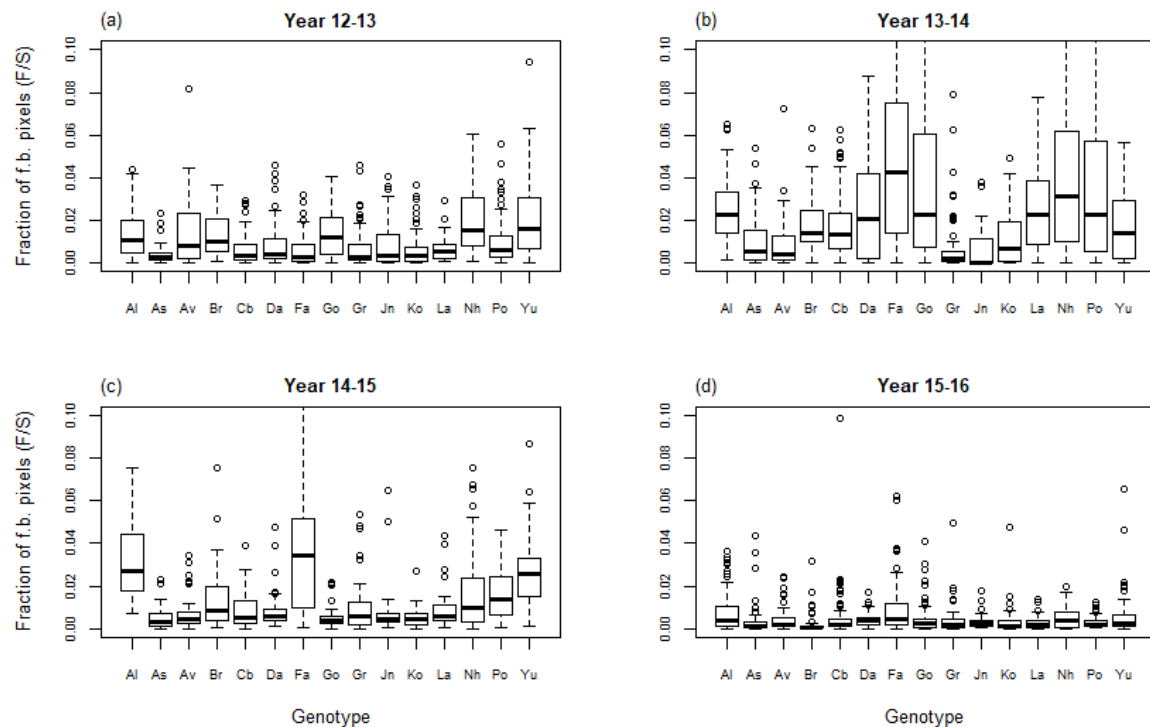 (a) Year 12-13
Fraction of f.b. pixels (F/S)
0.10
0.08
0.06
0.04
0.02
0.00
Al As Av Br Cb Da Fa Go Gr Jn Ko La Nh Po Yu
(b) Year 13-14
0.10
0.08
0.06
0.04
0.02
0.00
Al As Av Br Cb Da Fa Go Gr Jn Ko La Nh Po Yu
(c) Year 14-15
Fraction of f.b. pixels (F/S)
0.10
0.08
0.06
0.04
0.02
0.00
Al As Av Br Cb Da Fa Go Gr Jn Ko La Nh Po Yu
Genotype
(d) Year 15-16
0.10
0.08
0.06
0.04
0.02
0.00
Al As Av Br Cb Da Fa Go Gr Jn Ko La Nh Po Yu
Genotype